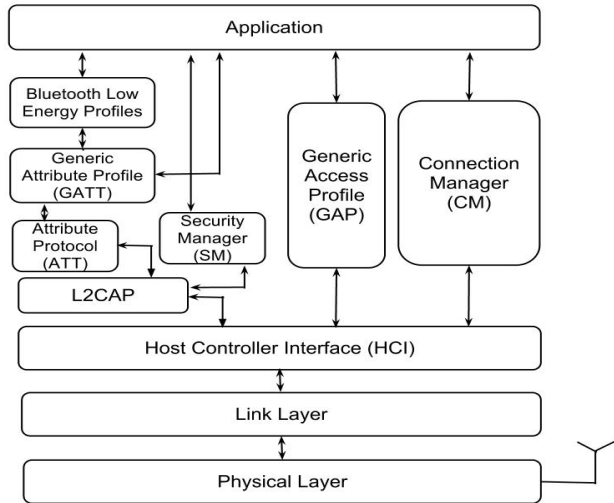 Application
Bluetooth Low
Energy Profiles
Generic
Attribute Profile
(GATT)
Attribute
Protocol
(ATT)
Security
Manager
(SM)
L2CAP
Generic
Access
Profile
(GAP)
Connection
Manager
(CM)
Host Controller Interface (HCI)
Link Layer
Physical Layer